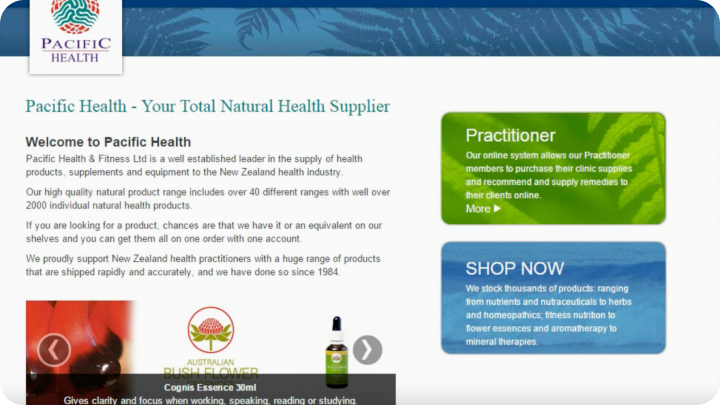 PACIFIC
HEALTH
Pacific Health - Your Total Natural Health Supplier
Welcome to Pacific Health
Pacific Health & Fitness Ltd is a well established leader in the supply of health
products, supplements and equipment to the New Zealand health industry.
Our high quality natural product range includes over 40 different ranges with well over
2000 individual natural health products.
If you are looking for a product, chances are that we have it or an equivalent on our
shelves and you can get them all on one order with one account.
We proudly support New Zealand health practitioners with a huge range of products
that are shipped rapidly and accurately, and we have done so since 1984.
AUSTRALIAN
BUSH FLOWER
Cognis Essence 30ml
Gives clarity and focus when working, speaking, reading or studying.
Practitioner
Our online system allows our Practitioner
members to purchase their clinic supplies
and recommend and supply remedies to
their clients online.
More
SHOP NOW
We stock thousands of products: ranging
from nutrients and nutraceuticals to herbs
and homeopathics; fitness nutrition to
flower essences and aromatherapy to
mineral therapies.